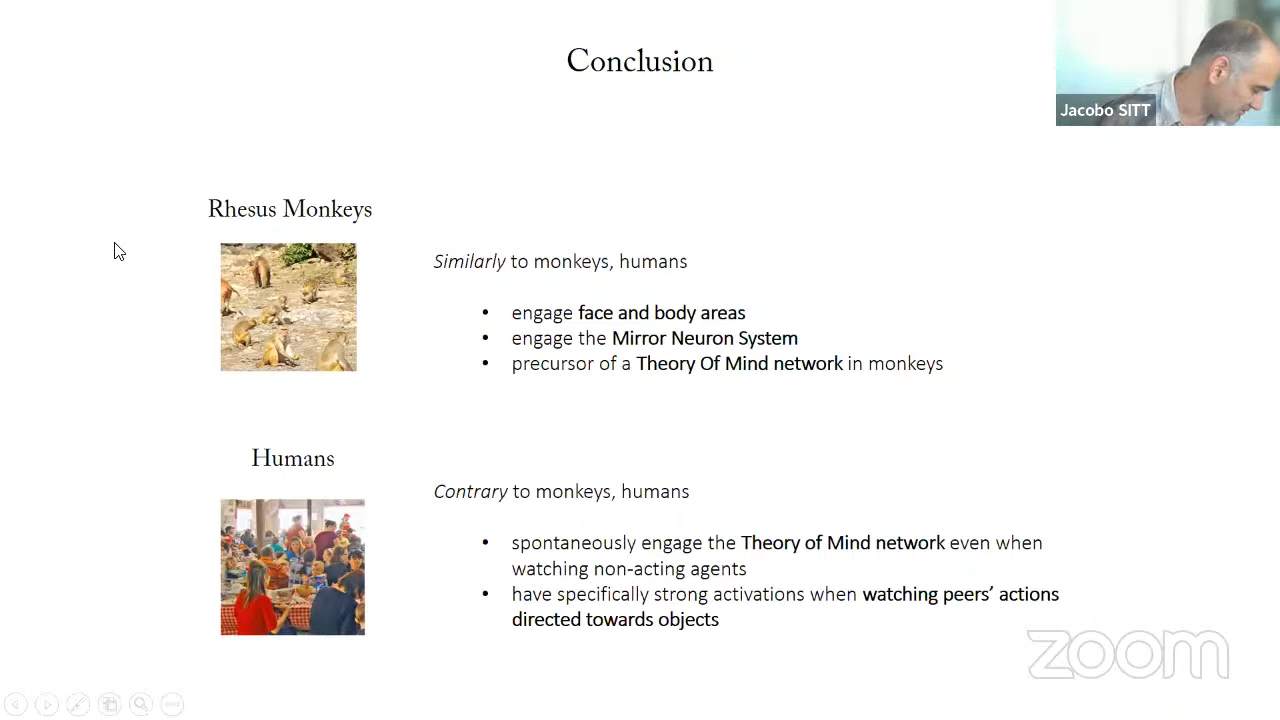 Conclusion
Jacobo SITT
Rhesus Monkeys
Similarly to monkeys, humans
• engage face and body areas
• engage the Mirror Neuron System
• precursor of a Theory Of Mind network in monkeys
Humans
Contrary to monkeys, humans
• spontaneously engage the Theory of Mind network even when
watching non-acting agents
• have specifically strong activations when watching peers’ actions
directed towards objects
zoom